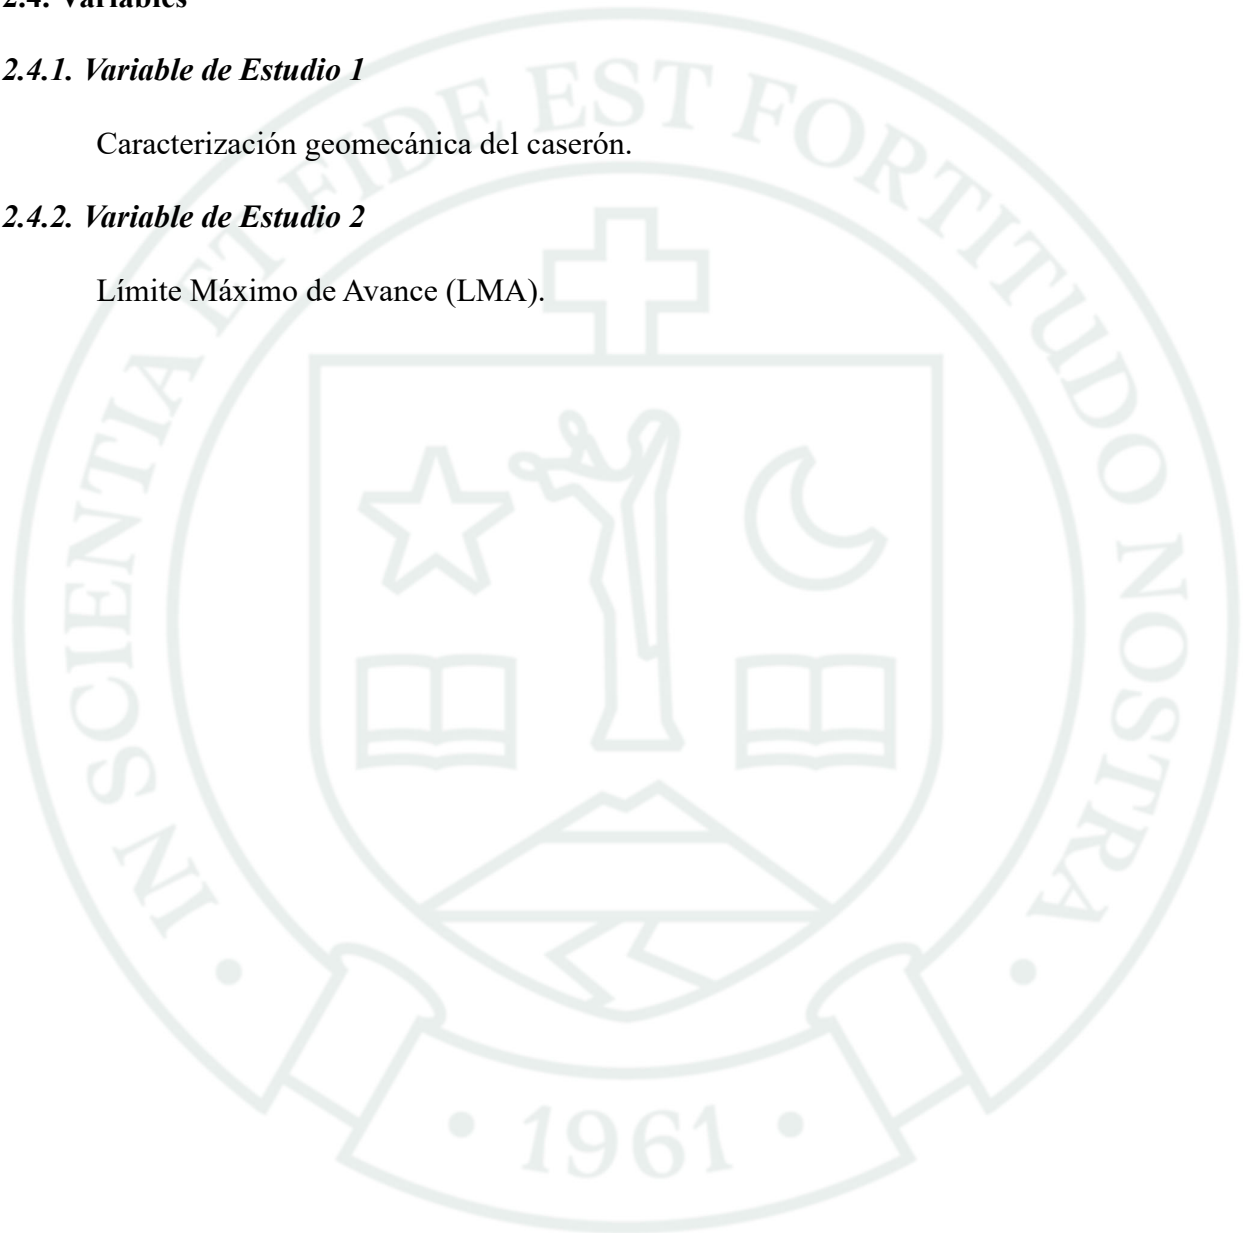 2.4. Variables
2.4.1. Variable de Estudio 1
Caracterización geomecánica del caserón.
2.4.2. Variable de Estudio 2
Límite Máximo de Avance (LMA).
IN SCIENTIA ET FIDE EST FORTITUDO NOSTRA
• 1961 •